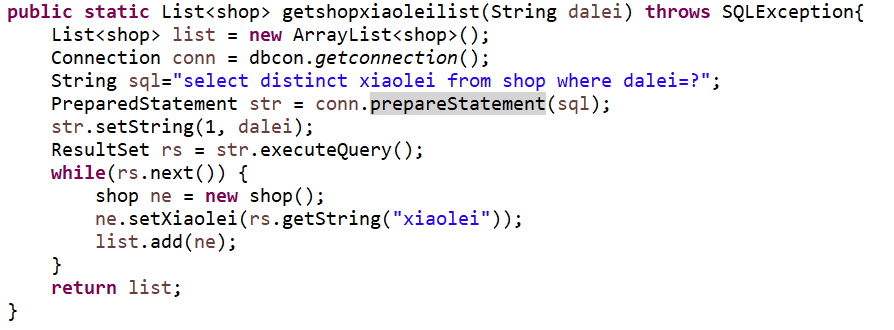 public static List<shop> getshopxiaoleilist(String dalei) throws SQLException{
    List<shop> list = new ArrayList<shop>();
    Connection conn = dbcon.getconnection();
    String sql="select distinct xiaolei from shop where dalei=?";
    PreparedStatement str = conn.prepareStatement(sql);
    str.setString(1, dalei);
    ResultSet rs = str.executeQuery();
    while(rs.next()) {
        shop ne = new shop();
        ne.setXiaolei(rs.getString("xiaolei"));
        list.add(ne);
    }
    return list;
}